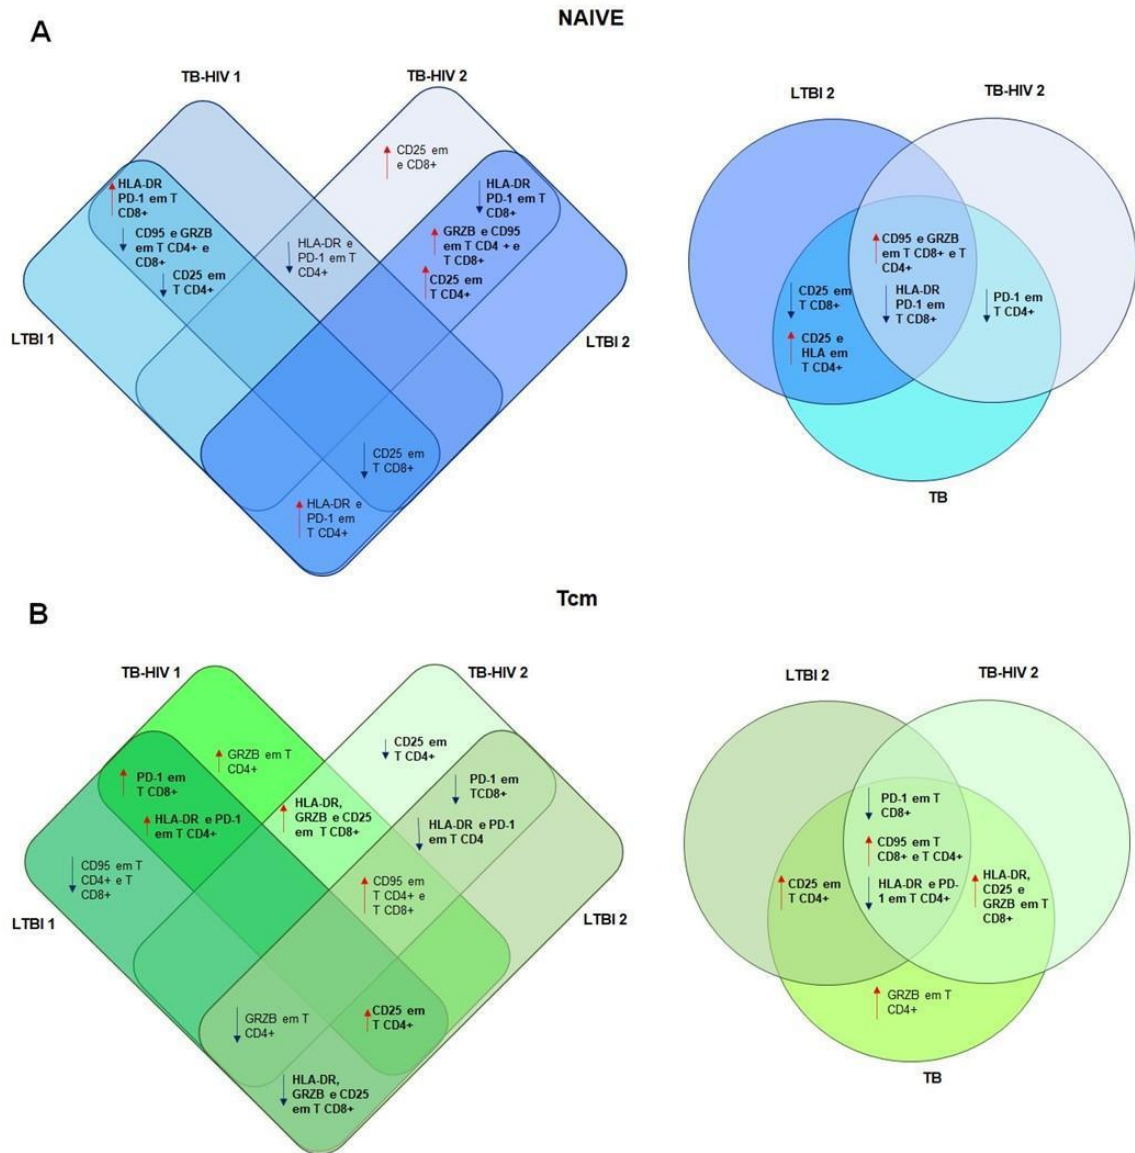 A
NAIVE
TB-HIV 1
TB-HIV 2
CD25 em
e CD8+
HLA-DR
PD-1 em T
CD8+
CD95 e GRZB
em T CD4+ e
CD8+
CD25 em
T CD4+
HLA-DR e
PD-1 em T
CD4+
HLA-DR
PD-1 em T
CD8+
GRZB e CD95
em T CD4 + e
T CD8+
CD25 em
T CD4+
LTBI 1
LTBI 2
CD25 em
T CD8+
HLA-DR e
PD-1 em
T CD4+
LTBI 2
TB-HIV 2
CD95 e GRZB
em T CD8+ e T
CD4+
CD25 em
T CD8+
HLA-DR
PD-1 em
T CD8+
PD-1 em
T CD4+
CD25 e
HLA em
T CD4+
TB
B
Tcm
TB-HIV 1
TB-HIV 2
GRZB em T
CD4+
CD25 em
T CD4+
PD-1 em
T CD8+
HLA-DR e PD-1
em T CD4+
HLA-DR,
GRZB e CD25
em T CD8+
PD-1 em
TCD8+
HLA-DR e PD-1
em T CD4
CD95 em T
CD4+ e T
CD8+
CD95 em
T CD4+ e
T CD8+
LTBI 1
LTBI 2
GRZB em T
CD4+
CD25 em
T CD4+
HLA-DR,
GRZB e CD25
em T CD8+
LTBI 2
TB-HIV 2
PD-1 em T
CD8+
CD95 em T
CD8+ e T CD4+
CD25 em
T CD4+
HLA-DR e PD-
1 em T CD4+
HLA-DR,
CD25 e
GRZB em T
CD8+
GRZB em T
CD4+
TB